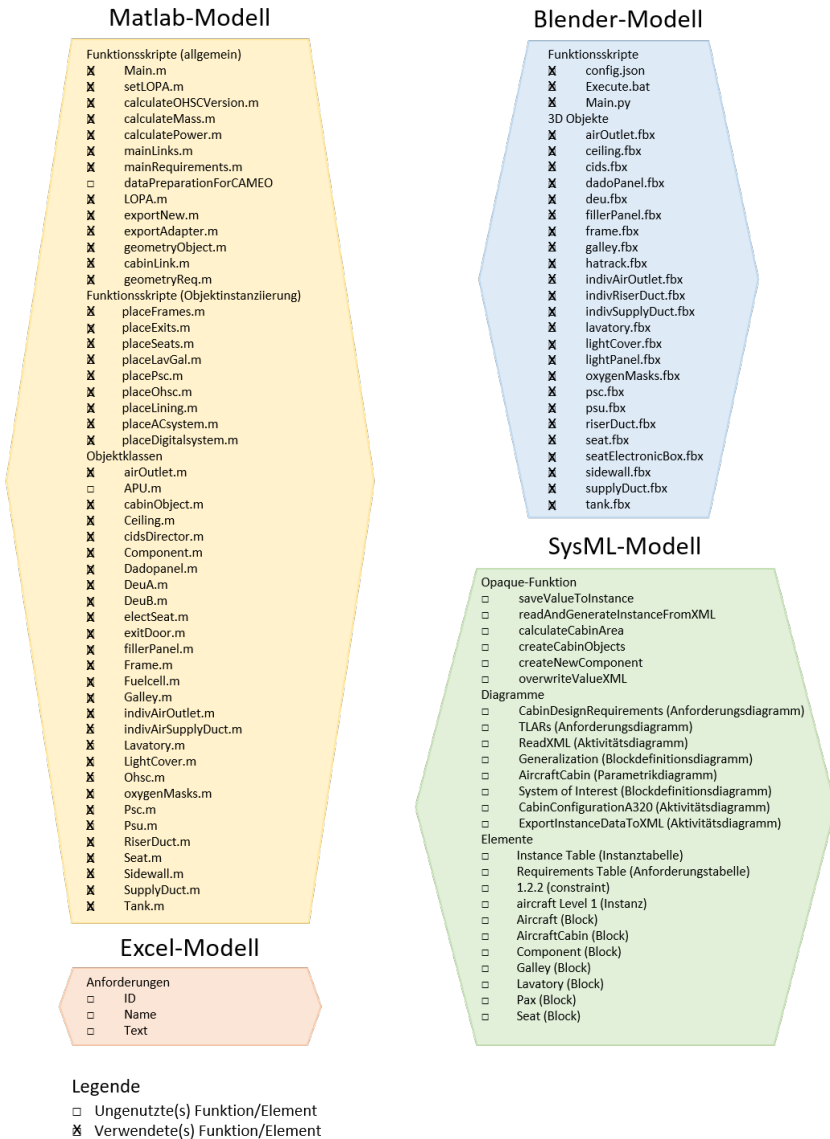 Matlab-Modell
Funktionsskripte (allgemein)
☒ Main.m
☒ setLOPA.m
☒ calculateOHSCVersion.m
☒ calculateMass.m
☒ calculatePower.m
☒ mainLinks.m
☒ mainRequirements.m
□ dataPreparationForCAMEO
☒ LOPA.m
☒ exportNew.m
☒ exportAdapter.m
☒ geometryObject.m
☒ cabinLink.m
☒ geometryReq.m
Funktionsskripte (Objektinstanziierung)
☒ placeFrames.m
☒ placeExits.m
☒ placeSeats.m
☒ placeLavGal.m
☒ placePsc.m
☒ placeOhsc.m
☒ placeLining.m
☒ placeACsystem.m
☒ placeDigitalsystem.m
Objektklassen
☒ airOutlet.m
□ APU.m
☒ cabinObject.m
☒ Ceiling.m
☒ cidsDirector.m
☒ Component.m
☒ Dadopanel.m
☒ DeuA.m
☒ DeuB.m
☒ electSeat.m
☒ exitDoor.m
☒ fillerPanel.m
☒ Frame.m
☒ Fuelcell.m
☒ Galley.m
☒ indivAirOutlet.m
☒ indivAirSupplyDuct.m
☒ Lavatory.m
☒ LightCover.m
☒ Ohsc.m
☒ oxygenMasks.m
☒ Psc.m
☒ Psu.m
☒ RiserDuct.m
☒ Seat.m
☒ Sidewall.m
☒ SupplyDuct.m
☒ Tank.m
Blender-Modell
Funktionsskripte
☒ config.json
☒ Execute.bat
☒ Main.py
3D Objekte
☒ airOutlet.fbx
☒ ceiling.fbx
☒ cids.fbx
☒ dadoPanel.fbx
☒ deu.fbx
☒ fillerPanel.fbx
☒ frame.fbx
☒ galley.fbx
☒ hatrack.fbx
☒ indivAirOutlet.fbx
☒ indivRiserDuct.fbx
☒ indivSupplyDuct.fbx
☒ lavatory.fbx
☒ lightCover.fbx
☒ lightPanel.fbx
☒ oxygenMasks.fbx
☒ psc.fbx
☒ psu.fbx
☒ riserDuct.fbx
☒ seat.fbx
☒ seatElectronicBox.fbx
☒ sidewall.fbx
☒ supplyDuct.fbx
☒ tank.fbx
SysML-Modell
Opaque-Funktion
□ saveValueToInstance
□ readAndGenerateInstanceFromXML
□ calculateCabinArea
□ createCabinObjects
□ createNewComponent
□ overwriteValueXML
Diagramme
□ CabinDesignRequirements (Anforderungsdiagramm)
□ TLARs (Anforderungsdiagramm)
□ ReadXML (Aktivitätsdiagramm)
□ Generalization (Blockdefinitionsdiagramm)
□ AircraftCabin (Parametrikdiagramm)
□ System of Interest (Blockdefinitionsdiagramm)
□ CabinConfigurationA320 (Aktivitätsdiagramm)
□ ExportInstanceDataToXML (Aktivitätsdiagramm)
Elemente
□ Instance Table (Instanztabelle)
□ Requirements Table (Anforderungstabelle)
□ 1.2.2 (constraint)
□ aircraft Level 1 (Instanz)
□ Aircraft (Block)
□ AircraftCabin (Block)
□ Component (Block)
□ Galley (Block)
□ Lavatory (Block)
□ Pax (Block)
□ Seat (Block)
Excel-Modell
Anforderungen
□ ID
□ Name
□ Text
Legende
□ Ungenutzte(s) Funktion/Element
☒ Verwendete(s) Funktion/Element